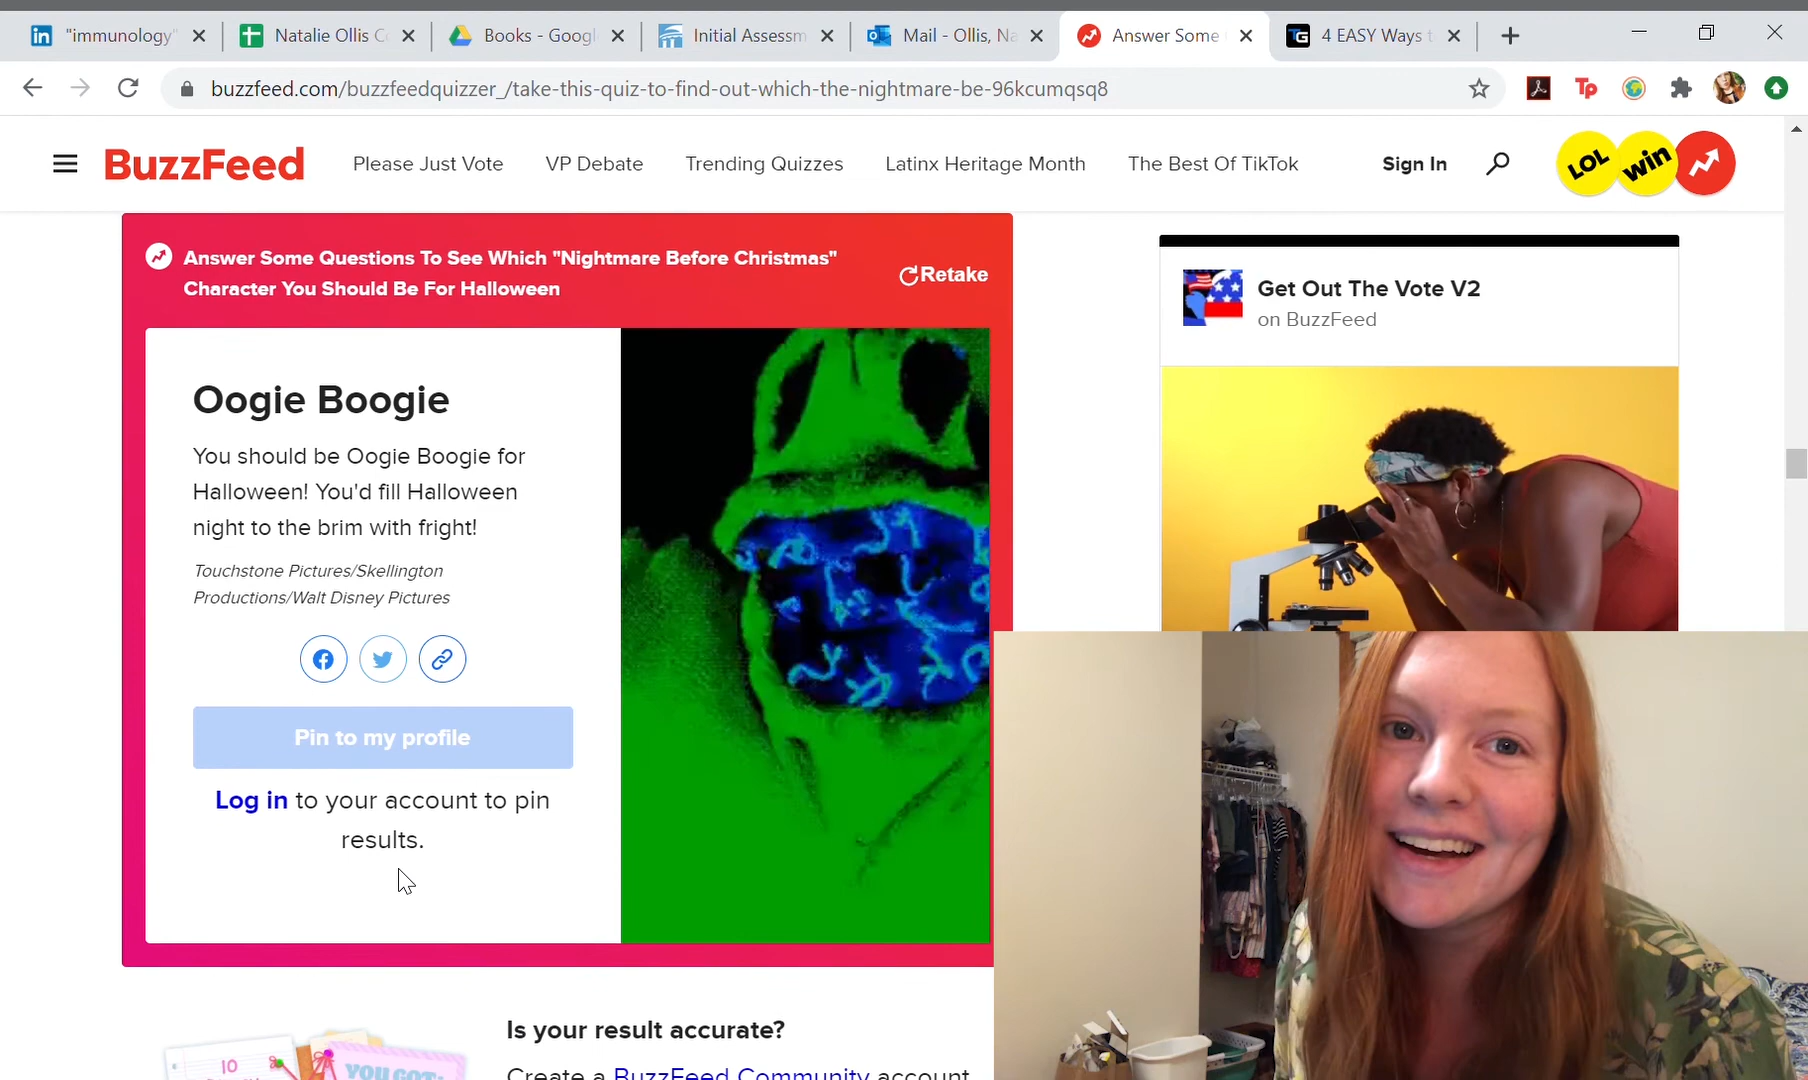 "immunology"
Natalie Ollis C
Books - Googl
Initial Assessm
Mail - Ollis, Na
Answer Some
4 EASY Ways t
buzzfeed.com/buzzfeedquizzer_/take-this-quiz-to-find-out-which-the-nightmare-be-96kcumqsq8
BuzzFeed
Please Just Vote
VP Debate
Trending Quizzes
Latinx Heritage Month
The Best Of TikTok
Sign In
LOL
win
Answer Some Questions To See Which "Nightmare Before Christmas"
Character You Should Be For Halloween
Retake
Oogie Boogie
You should be Oogie Boogie for
Halloween! You'd fill Halloween
night to the brim with fright!
Touchstone Pictures/Skellington
Productions/Walt Disney Pictures
Pin to my profile
Log in to your account to pin
results.
Get Out The Vote V2
on BuzzFeed
Is your result accurate?
Create a BuzzFeed Community account
10
YOU GOT: